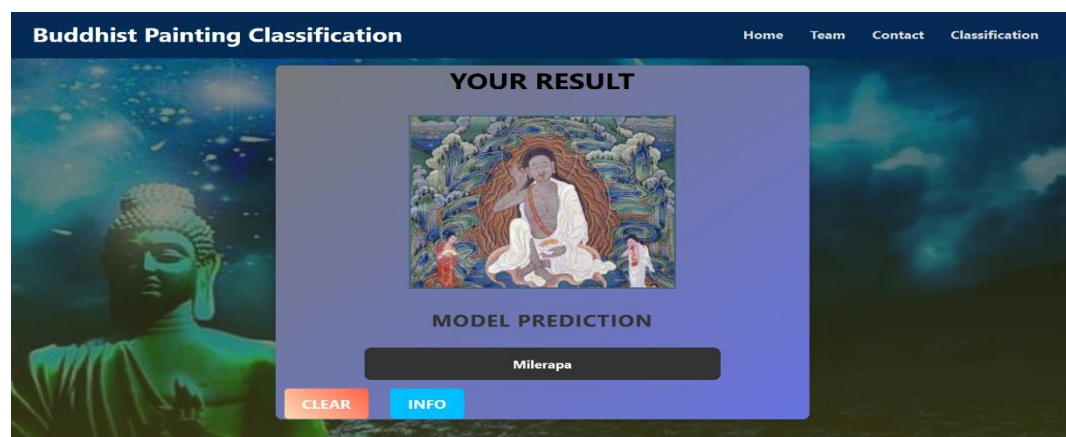 Buddhist Painting Classification
Home Team Contact Classification
YOUR RESULT
MODEL PREDICTION
Milerapa
CLEAR INFO